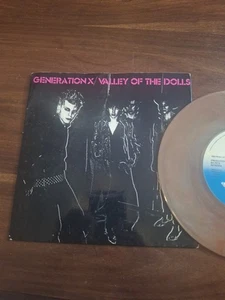 GENERATION X/VALLEY OF THE DOLLS